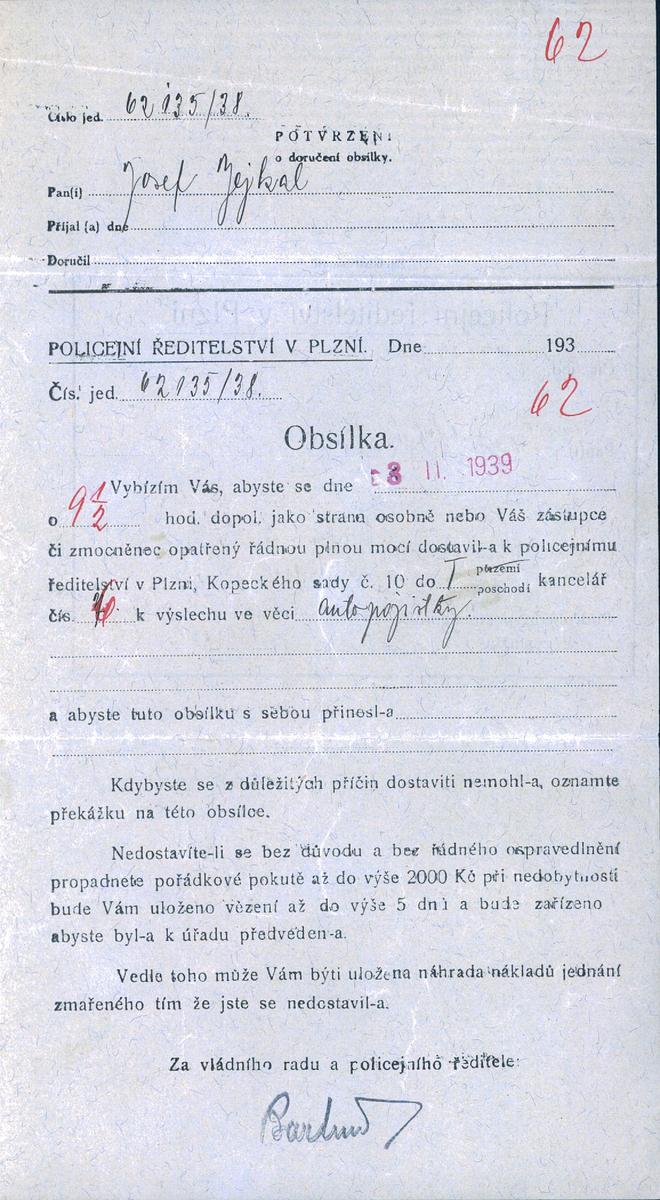 62
Číslo jed. 62135/38.
POTVRZENÍ
o doručení obsílky.
Pan(í) Josef Zejkal
Přijal (a) dne
Doručil
POLICEJNÍ ŘEDITELSTVÍ V PLZNÍ. Dne 193
Čís. jed. 62135/38.
62
Obsílka.
Vybízím Vás, abyste se dne 8 II. 1939
o 9 1/2 hod. dopol. jako strana osobně nebo Váš zástupce
či zmocněnec opatřený řádnou plnou mocí dostavil-a k policejnímu
ředitelství v Plzni, Kopeckého sady č. 10 do I přízemí poschodí kancelář
čís. k výslechu ve věci autopojistky.
a abyste tuto obsílku s sebou přinesl-a
Kdybyste se z důležitých příčin dostaviti nemohl-a, oznamte
překážku na této obsílce.
Nedostavíte-li se bez důvodu a bez řádného ospravedlnění
propadnete pořádkové pokutě až do výše 2000 Kč při nedobytnosti
bude Vám uloženo vězení až do výše 5 dní a bude zařízeno
abyste byl-a k úřadu předveden-a.
Vedle toho může Vám býti uložena náhrada nákladů jednání
zmařeného tím že jste se nedostavil-a.
Za vládního radu a policejního ředitele: